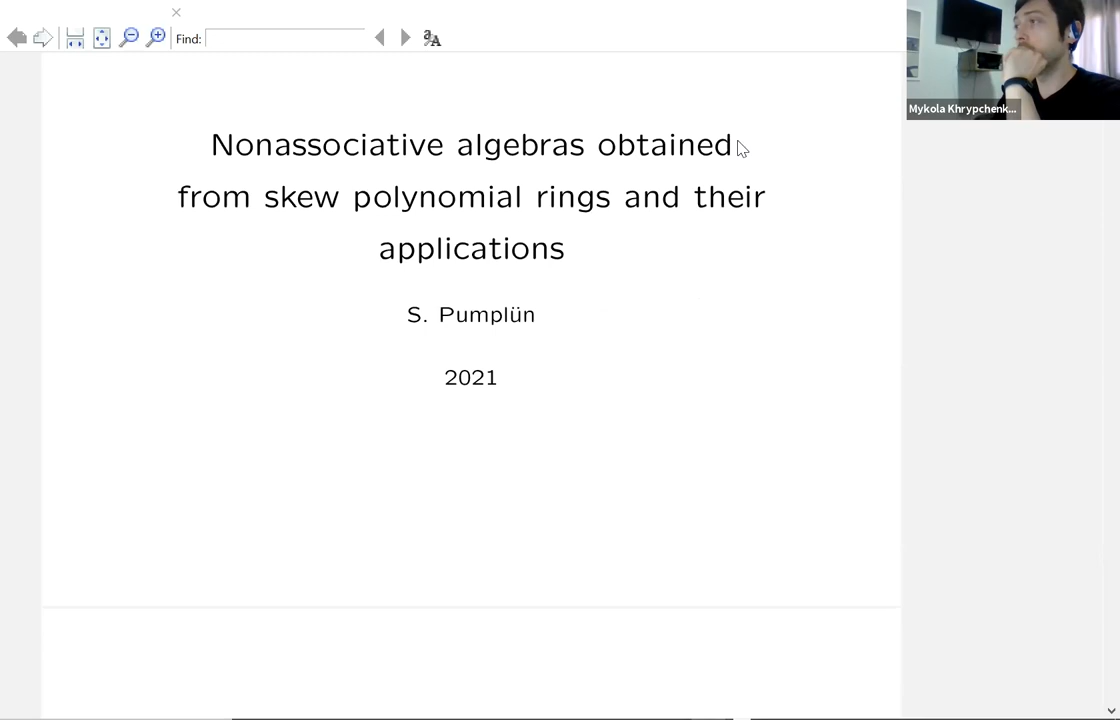 Find:
Mykola Khrypchenk...
Nonassociative algebras obtained
from skew polynomial rings and their
applications
S. Pumplün
2021